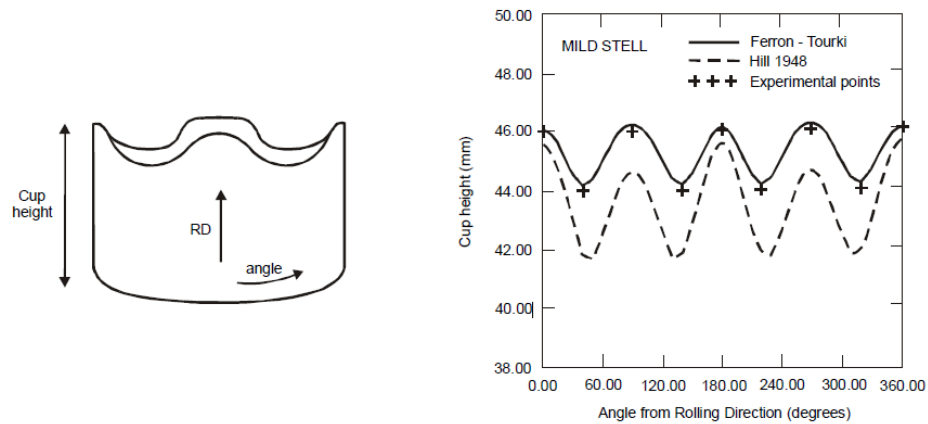 Cup
height
RD
angle
50.00
48.00
46.00
44.00
42.00
40.00
38.00
Cup height (mm)
MILD STELL
Ferron - Tourki
Hill 1948
Experimental points
0.00
60.00
120.00
180.00
240.00
300.00
360.00
Angle from Rolling Direction (degrees)